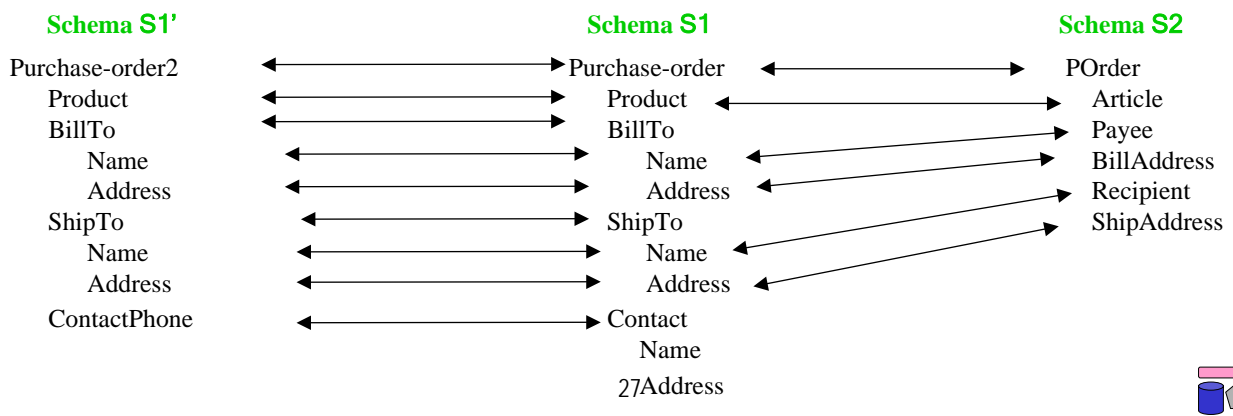 Schema S1’ Schema S1 Schema S2
Purchase-order2 Purchase-order POrder
Product Product Article
BillTo BillTo Payee
Name Name BillAddress
Address Address Recipient
ShipTo ShipTo ShipAddress
Name Name
Address Address
ContactPhone Contact
Name
27Address